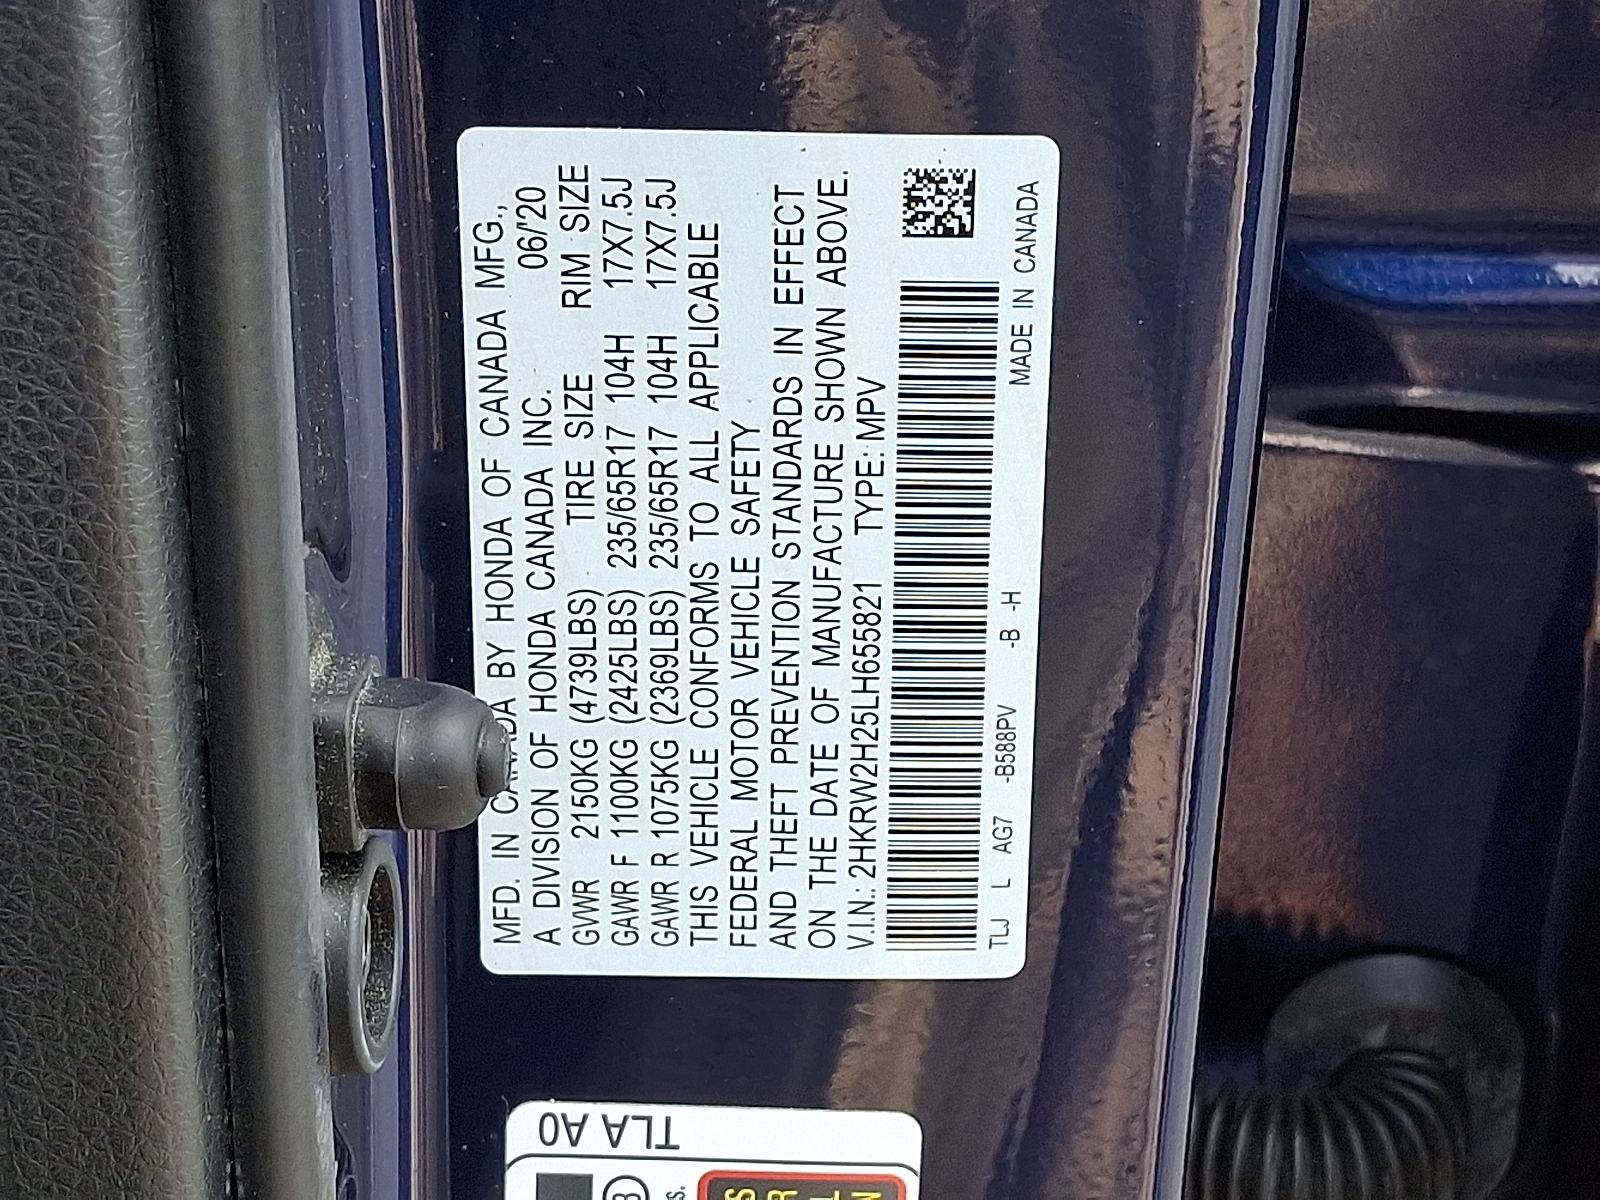 MFD. IN CANADA BY HONDA OF CANADA MFG.,
A DIVISION OF HONDA CANADA INC. 06/'20
GVWR 2150KG (4739LBS) TIRE SIZE RIM SIZE
GAWR F 1100KG (2425LBS) 235/65R17 104H 17X7.5J
GAWR R 1075KG (2369LBS) 235/65R17 104H 17X7.5J
THIS VEHICLE CONFORMS TO ALL APPLICABLE
FEDERAL MOTOR VEHICLE SAFETY
AND THEFT PREVENTION STANDARDS IN EFFECT
ON THE DATE OF MANUFACTURE SHOWN ABOVE.
V.I.N.: 2HKRW2H25LH655821 TYPE: MPV
TLJ L AG7 -B588PV -B -H MADE IN CANADA
TLA A0